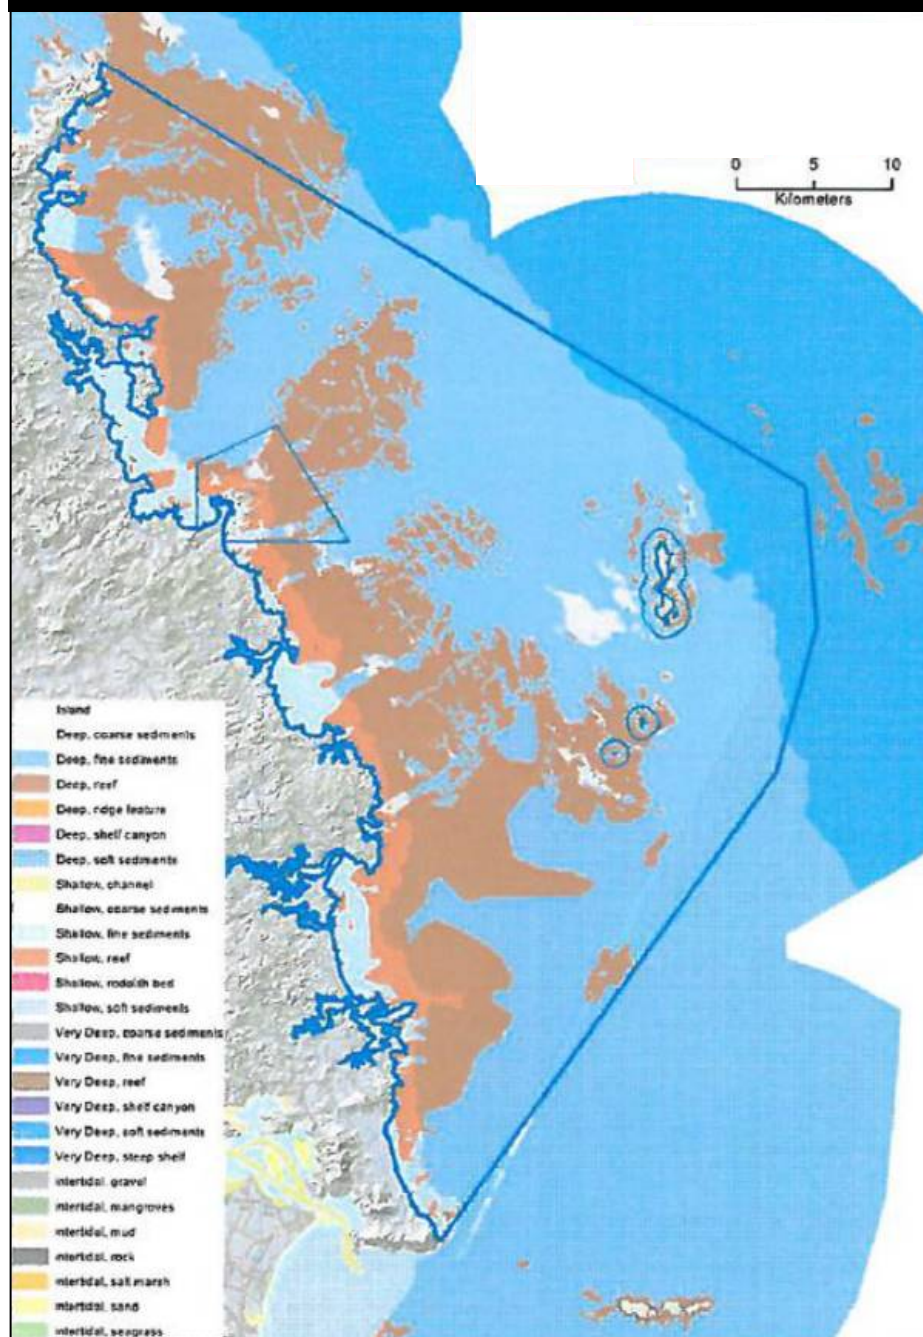 0 5 10
Kilometers
Island
Deep, coarse sediments
Deep, fine sediments
Deep, reef
Deep, ridge feature
Deep, shelf canyon
Deep, soft sediments
Shallow, channel
Shallow, coarse sediments
Shallow, fine sediments
Shallow, reef
Shallow, rodolith bed
Shallow, soft sediments
Very Deep, coarse sediments
Very Deep, fine sediments
Very Deep, reef
Very Deep, shelf canyon
Very Deep, soft sediments
Very Deep, steep shelf
intertidal, gravel
intertidal, mangroves
intertidal, mud
intertidal, rock
intertidal, salt marsh
intertidal, sand
intertidal, seagrass